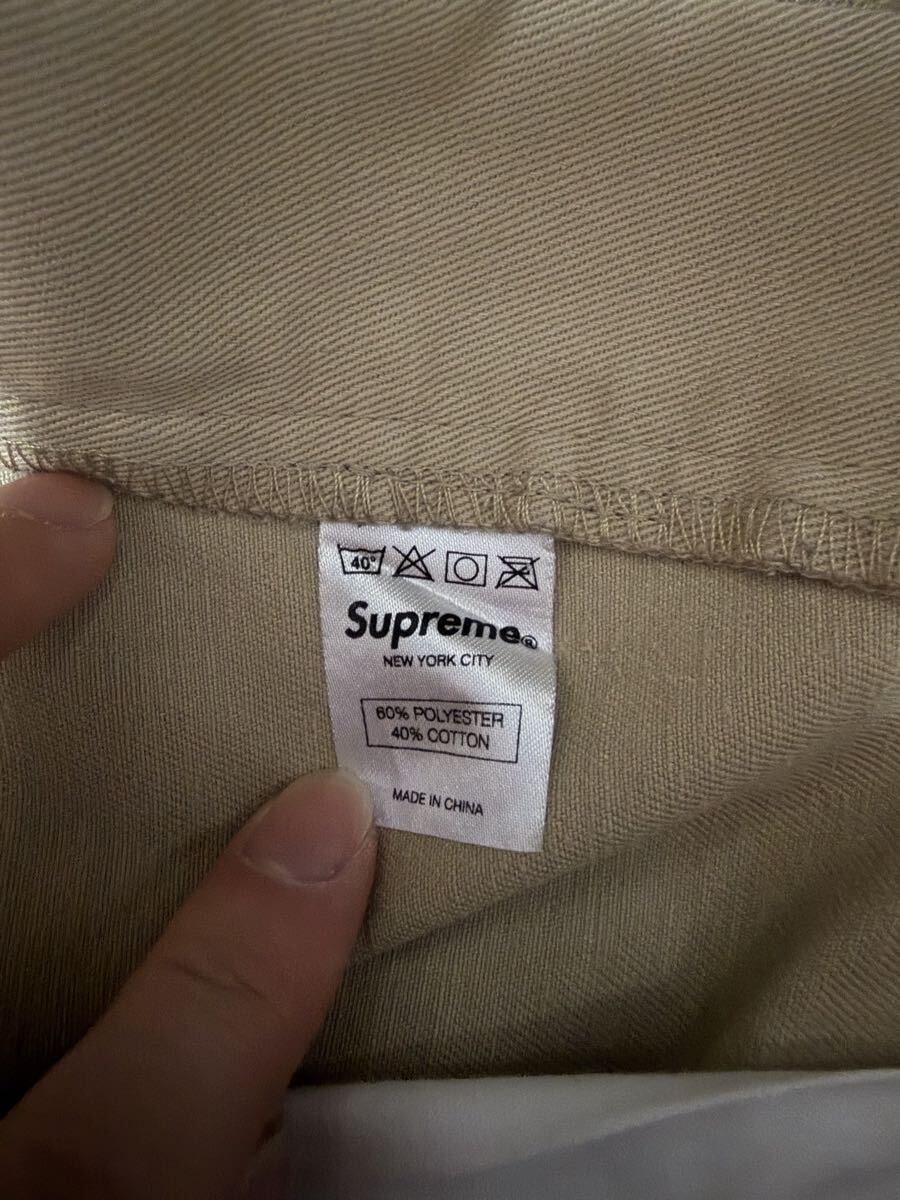 40°
Supreme®
NEW YORK CITY
60% POLYESTER
40% COTTON
MADE IN CHINA